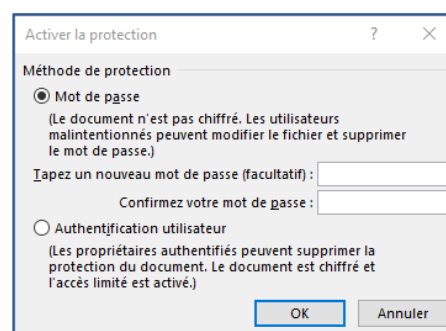 Activer la protection ? ×
Méthode de protection
Mot de passe
(Le document n'est pas chiffré. Les utilisateurs
malintentionnés peuvent modifier le fichier et supprimer
le mot de passe.)
Tapez un nouveau mot de passe (facultatif) :
Confirmez votre mot de passe :
Authentification utilisateur
(Les propriétaires authentifiés peuvent supprimer la
protection du document. Le document est chiffré et
l'accès limité est activé.)
OK Annuler